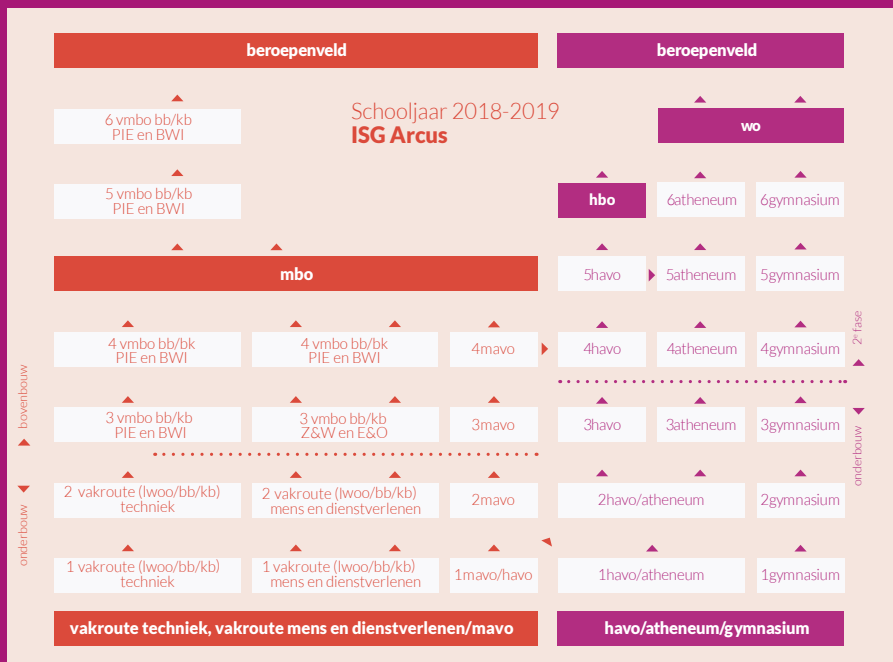 beroepenveld
beroepenveld
Schooljaar 2018-2019
ISG Arcus
6 vmbo bb/kb
PIE en BWI
wo
5 vmbo bb/kb
PIE en BWI
hbo
6atheneum
6gymnasium
mbo
5havo
5atheneum
5gymnasium
4 vmbo bb/bk
PIE en BWI
4 vmbo bb/bk
PIE en BWI
4mavo
4havo
4atheneum
4gymnasium
2e fase
bovenbouw
3 vmbo bb/kb
PIE en BWI
3 vmbo bb/kb
Z&W en E&O
3mavo
3havo
3atheneum
3gymnasium
onderbouw
2 vakroute (lwoo/bb/kb)
techniek
2 vakroute (lwoo/bb/kb)
mens en dienstverlenen
2mavo
2havo/atheneum
2gymnasium
onderbouw
1 vakroute (lwoo/bb/kb)
techniek
1 vakroute (lwoo/bb/kb)
mens en dienstverlenen
1mavo/havo
1havo/atheneum
1gymnasium
vakroute techniek, vakroute mens en dienstverlenen/mavo
havo/atheneum/gymnasium